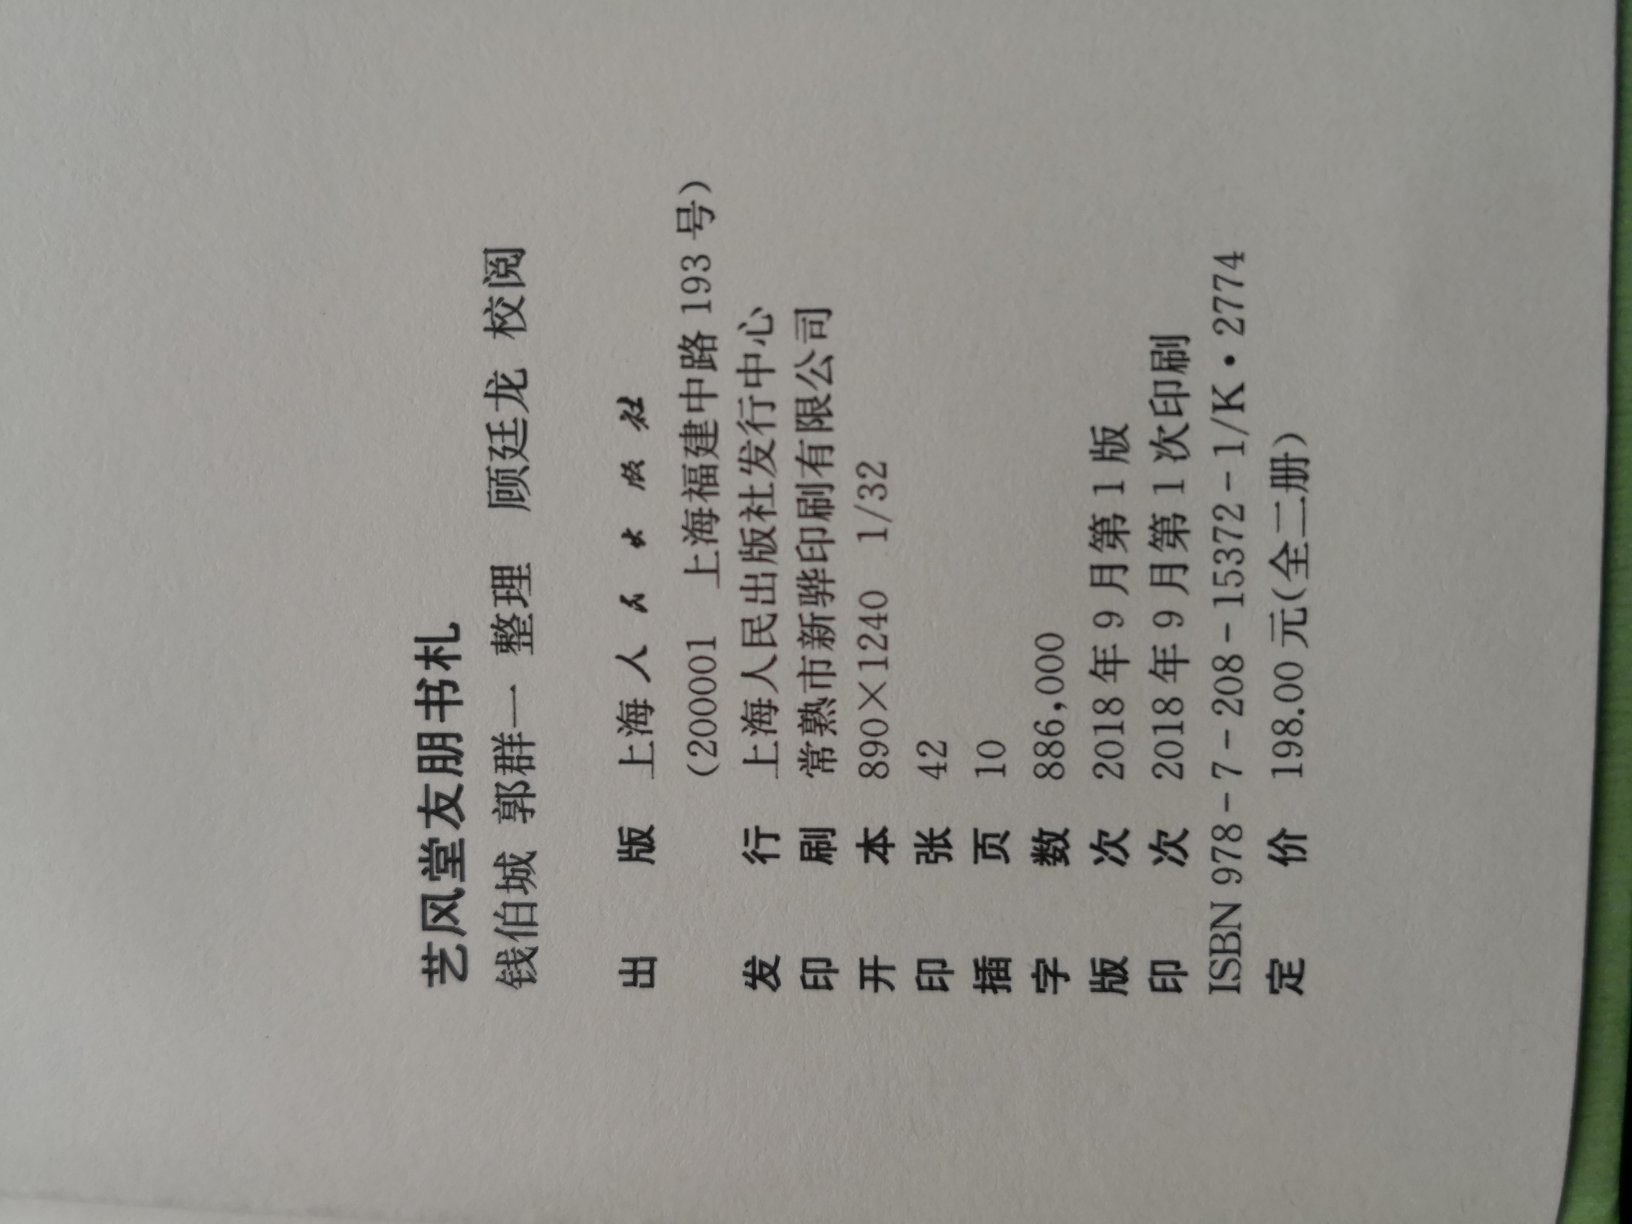 艺风堂友朋书札
钱伯城 郭群一 整理 顾廷龙 校阅
出 版 上海人民出版社
(200001 上海福建中路193号)
发 行 上海人民出版社发行中心
印 刷 常熟市新骅印刷有限公司
开 本 890×1240 1/32
印 张 42
插 页 10
字 数 886,000
版 次 2018年9月第1版
印 次 2018年9月第1次印刷
ISBN 978-7-208-15372-1/K·2774
定 价 198.00元(全二册)